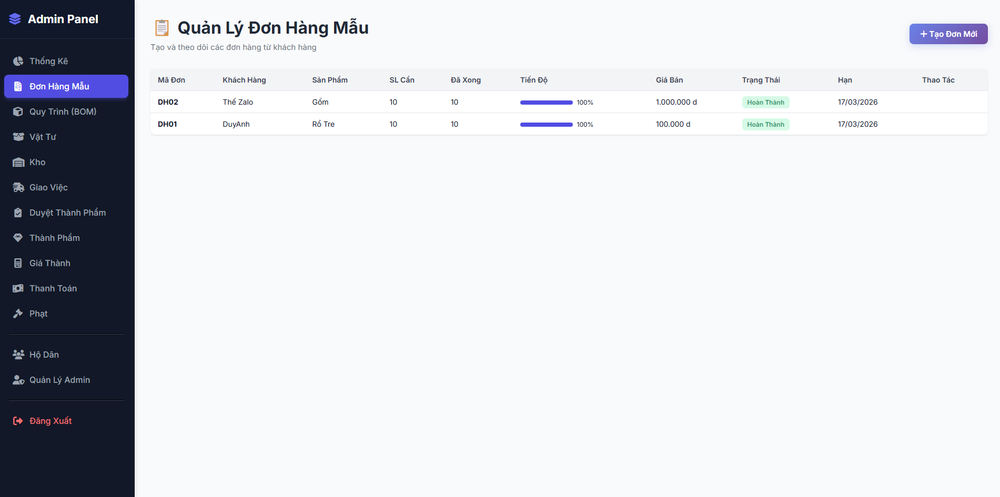 Admin Panel
Thống Kê
Đơn Hàng Mẫu
Quy Trình (BOM)
Vật Tư
Kho
Giao Việc
Duyệt Thành Phẩm
Thành Phẩm
Giá Thành
Thanh Toán
Phạt
Hộ Dân
Quản Lý Admin
Đăng Xuất
Quản Lý Đơn Hàng Mẫu
Tạo và theo dõi các đơn hàng từ khách hàng
+ Tạo Đơn Mới
Mã Đơn Khách Hàng Sản Phẩm SL Cần Đã Xong Tiến Độ Giá Bán Trạng Thái Hạn Thao Tác
DH02 Thế Zalo Gốm 10 10 100% 1.000.000 d Hoàn Thành 17/03/2026
DH01 DuyAnh Rổ Tre 10 10 100% 100.000 d Hoàn Thành 17/03/2026